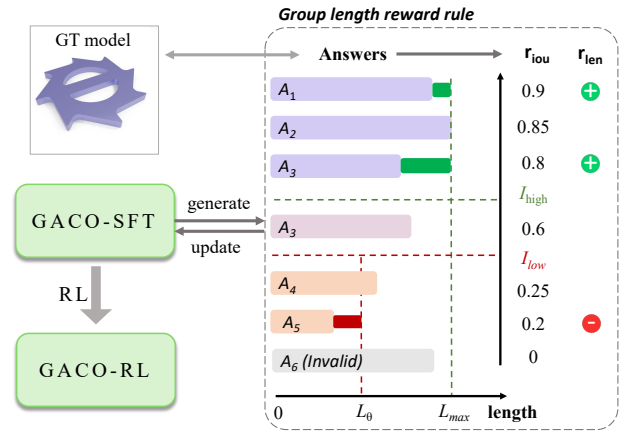 Group length reward rule
GT model
Answers
r_iou
r_len
A_1
0.9
+
A_2
0.85
A_3
0.8
+
I_high
GACO-SFT
generate
update
A_3
0.6
I_low
RL
A_4
0.25
A_5
0.2
-
GACO-RL
A_6 (Invalid)
0
0
L_θ
L_max
length